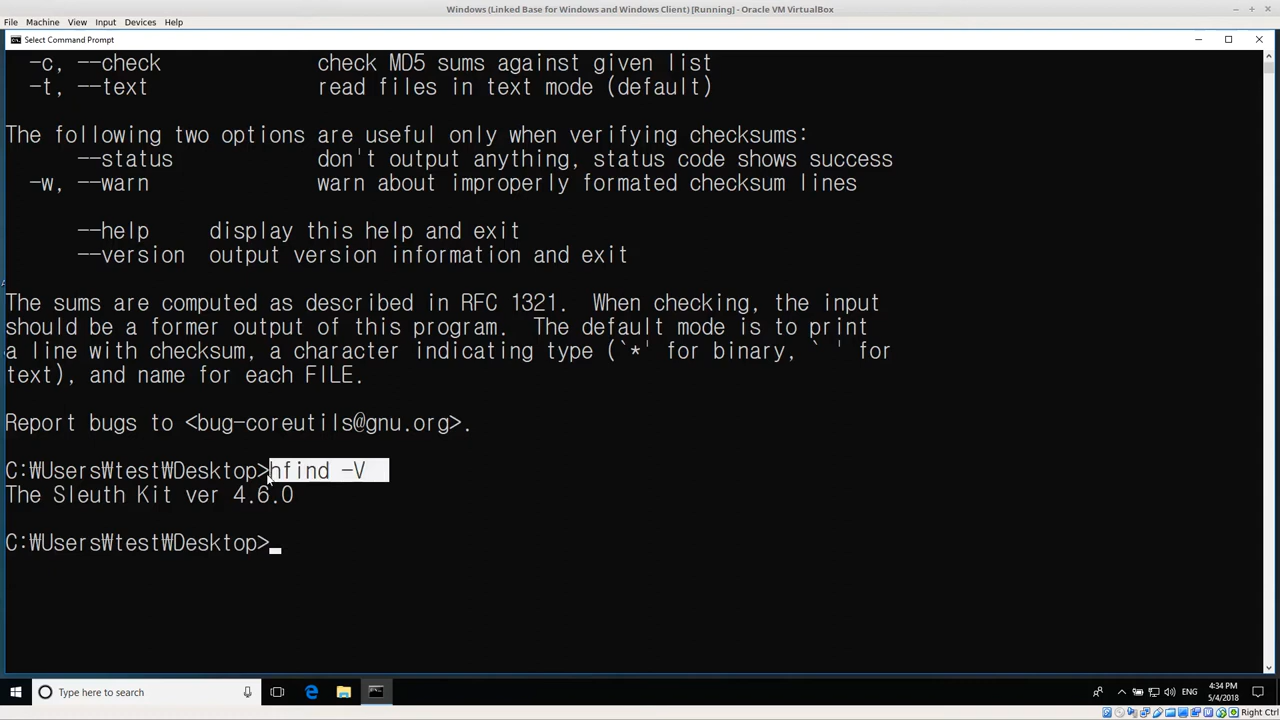 Windows (Linked Base for Windows and Windows Client) [Running] - Oracle VM VirtualBox
File Machine View Input Devices Help
Select Command Prompt
-c, --check check MD5 sums against given list
-t, --text read files in text mode (default)
The following two options are useful only when verifying checksums:
--status don't output anything, status code shows success
-w, --warn warn about improperly formated checksum lines
--help display this help and exit
--version output version information and exit
The sums are computed as described in RFC 1321. When checking, the input
should be a former output of this program. The default mode is to print
a line with checksum, a character indicating type (`*' for binary, ` ' for
text), and name for each FILE.
Report bugs to <bug-coreutils@gnu.org>.
C:₩Users₩test₩Desktop>hfind -V
The Sleuth Kit ver 4.6.0
C:₩Users₩test₩Desktop>
Type here to search
ENG
4:34 PM
5/4/2018
Right Ctrl